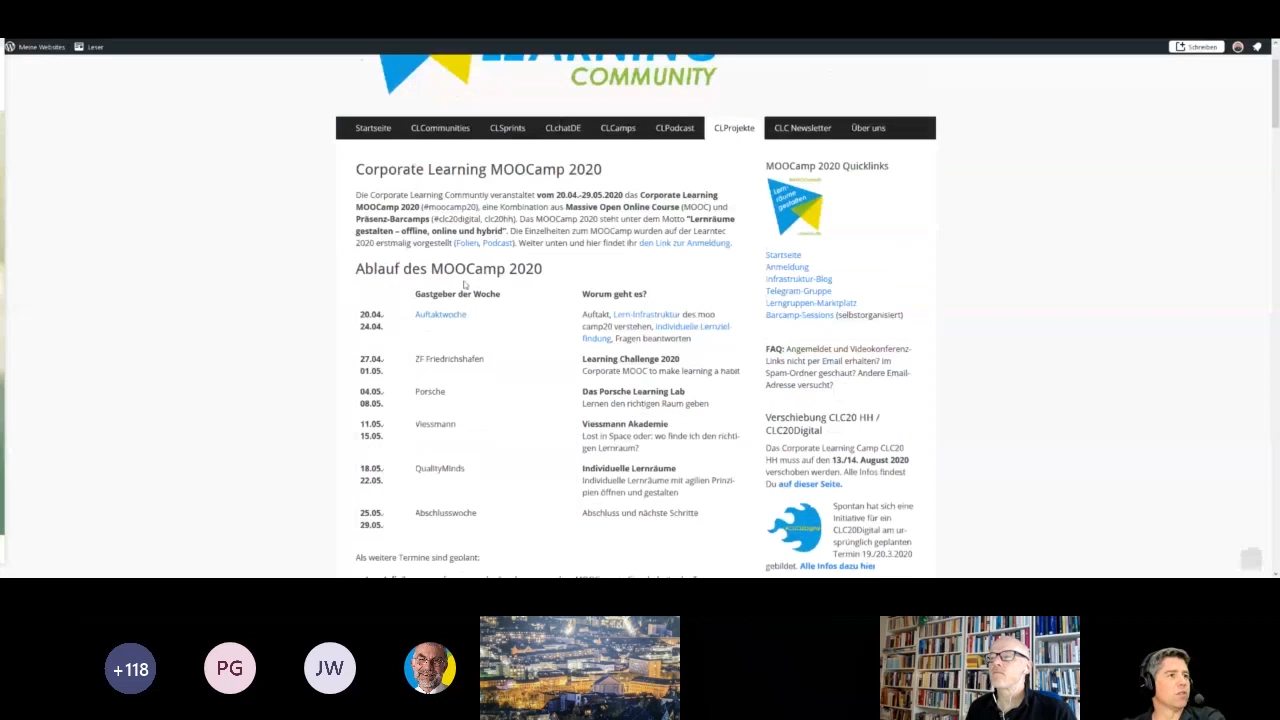 Meine Websites
Leser
Schreiben
COMMUNITY
Startseite
CLCommunities
CLSprints
CLchatDE
CLCamps
CLPodcast
CLProjekte
CLC Newsletter
Über uns
Corporate Learning MOOCamp 2020
Die Corporate Learning Communtiy veranstaltet vom 20.04.-29.05.2020 das Corporate Learning
MOOCamp 2020 (#moocamp20), eine Kombination aus Massive Open Online Course (MOOC) und
Präsenz-Barcamps (#clc20digital, clc20hh). Das MOOCamp 2020 steht unter dem Motto "Lernräume
gestalten – offline, online und hybrid". Die Einzelheiten zum MOOCamp wurden auf der Learntec
2020 erstmalig vorgestellt (Folien, Podcast). Weiter unten und hier findet ihr den Link zur Anmeldung.
Ablauf des MOOCamp 2020
Gastgeber der Woche
Worum geht es?
20.04.-
24.04.
Auftaktwoche
Auftakt, Lern-Infrastruktur des moo
camp20 verstehen, individuelle Lernziel-
findung, Fragen beantworten
27.04.-
01.05.
ZF Friedrichshafen
Learning Challenge 2020
Corporate MOOC to make learning a habit
04.05.-
08.05.
Porsche
Das Porsche Learning Lab
Lernen den richtigen Raum geben
11.05.-
15.05.
Viessmann
Viessmann Akademie
Lost in Space oder: wo finde ich den richti-
gen Lernraum?
18.05.-
22.05.
QualityMinds
Individuelle Lernräume
Individuelle Lernräume mit agilien Prinzi-
pien öffnen und gestalten
25.05.-
29.05.
Abschlusswoche
Abschluss und nächste Schritte
Als weitere Termine sind geplant:
MOOCamp 2020 Quicklinks
Lern-
räume
gestalten
Startseite
Anmeldung
Infrastruktur-Blog
Telegram-Gruppe
Lerngruppen-Marktplatz
Barcamp-Sessions (selbstorganisiert)
FAQ: Angemeldet und Videokonferenz-
Links nicht per Email erhalten? Im
Spam-Ordner geschaut? Andere Email-
Adresse versucht?
Verschiebung CLC20 HH /
CLC20Digital
Das Corporate Learning Camp CLC20
HH muss auf den 13./14. August 2020
verschoben werden. Alle Infos findest
Du auf dieser Seite.
Spontan hat sich eine
Initiative für ein
CLC20Digital am ur-
sprünglich geplanten
Termin 19./20.3.2020
gebildet. Alle Infos dazu hier
+118
PG
JW